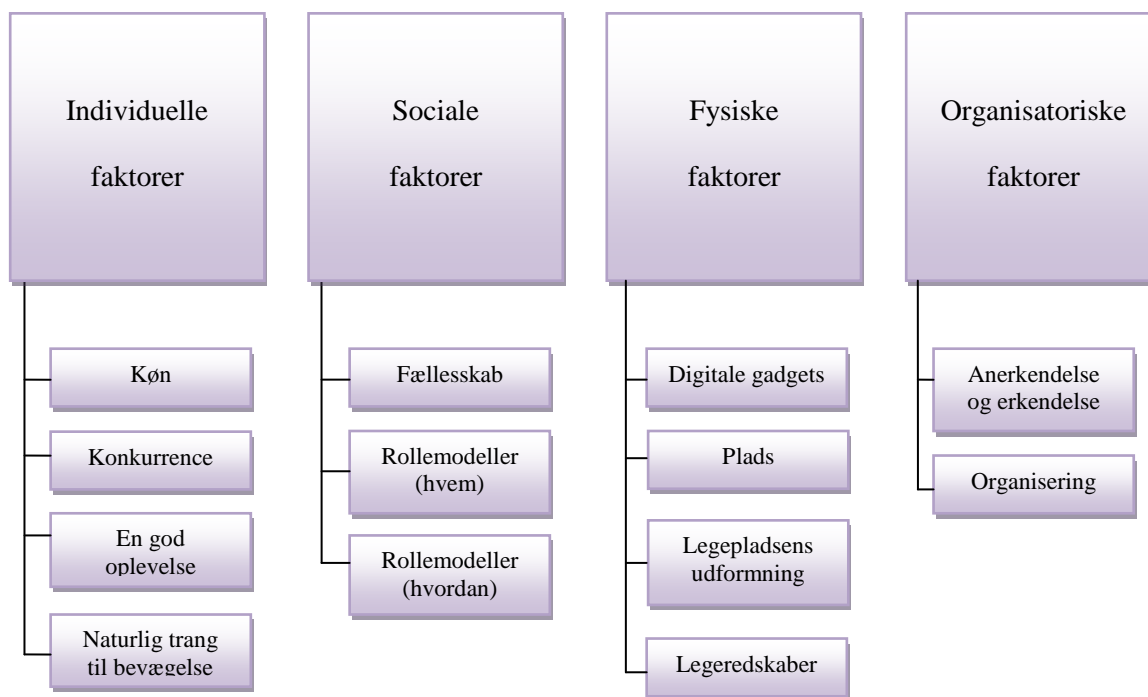 Individuelle
faktorer
Køn
Konkurrence
En god
oplevelse
Naturlig trang
til bevægelse
Sociale
faktorer
Fællesskab
Rollemodeller
(hvem)
Rollemodeller
(hvordan)
Fysiske
faktorer
Digitale gadgets
Plads
Legepladsens
udformning
Legeredskaber
Organisatoriske
faktorer
Anerkendelse
og erkendelse
Organisering